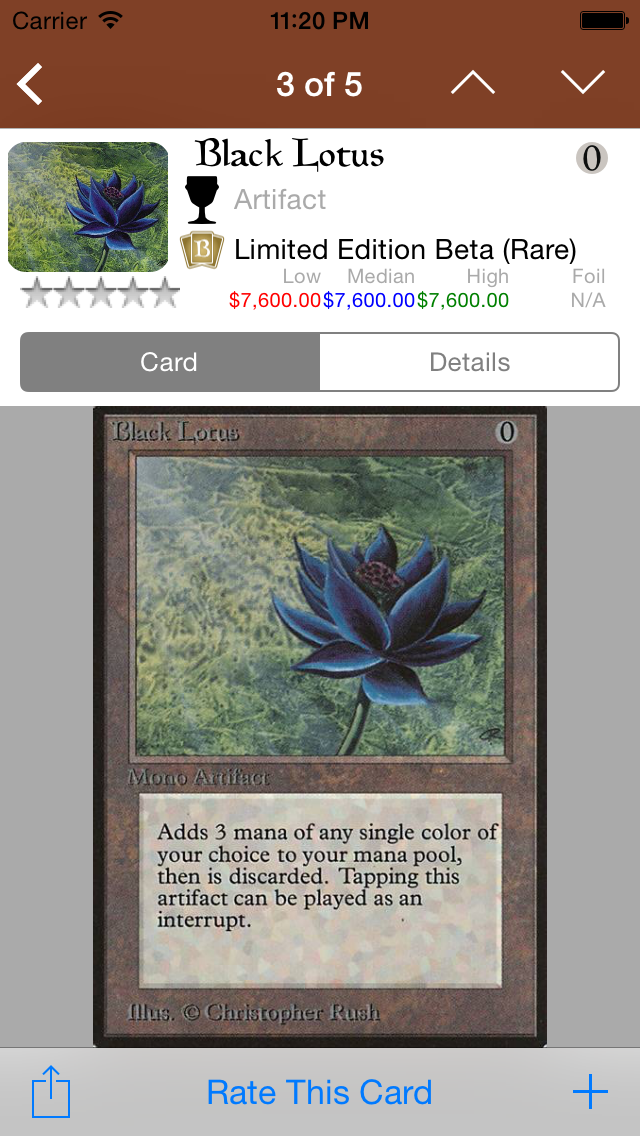 Carrier 11:20 PM
3 of 5
Black Lotus 0
Artifact
B Limited Edition Beta (Rare)
Low Median High Foil
$7,600.00 $7,600.00 $7,600.00 N/A
Card Details
Black Lotus 0
Mono Artifact
Adds 3 mana of any single color of
your choice to your mana pool,
then is discarded. Tapping this
artifact can be played as an
interrupt.
Illus. © Christopher Rush
Rate This Card